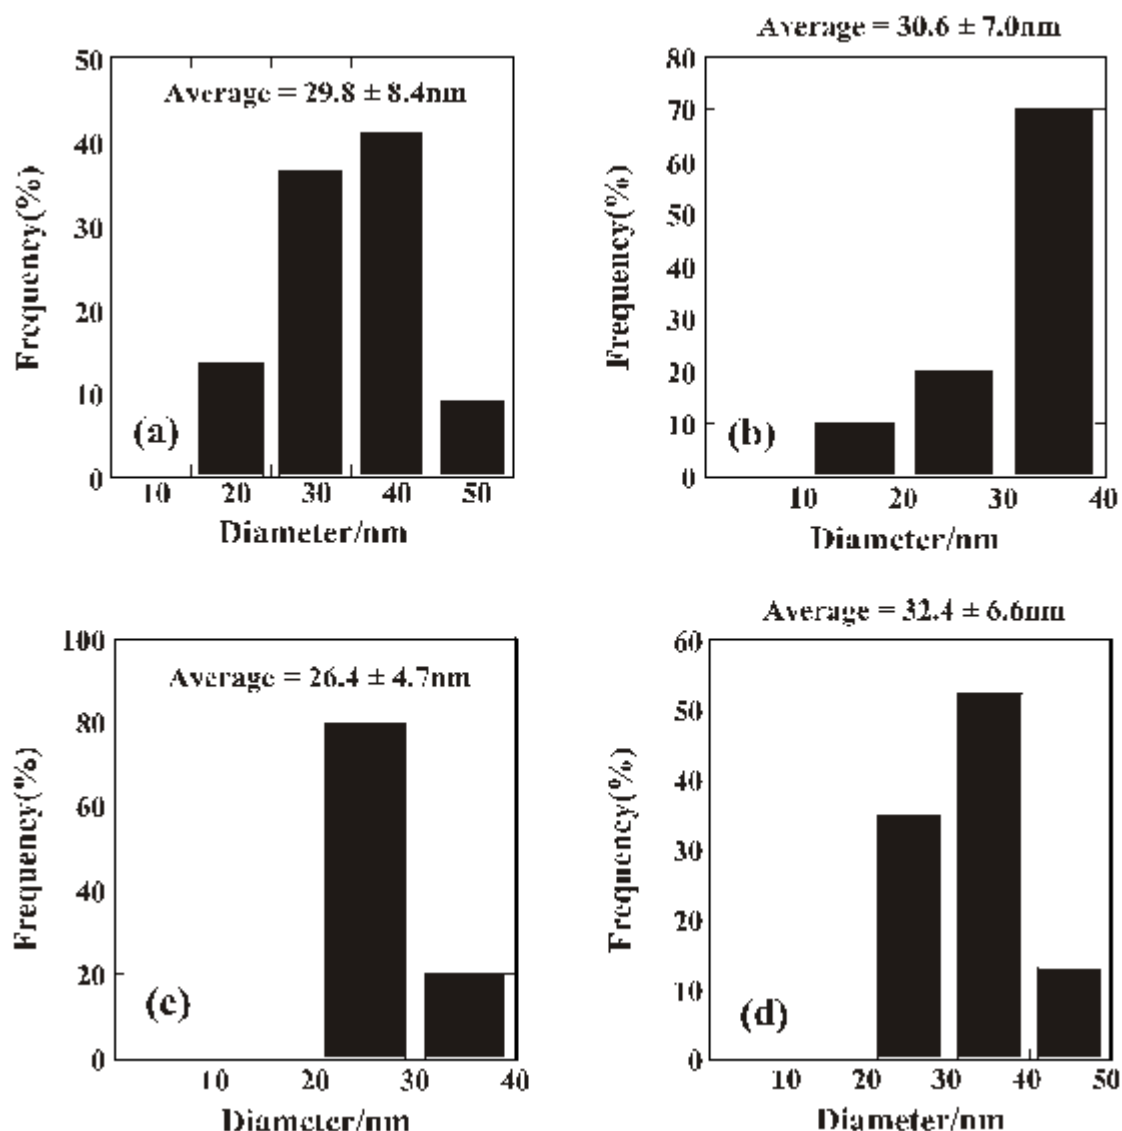 Average = 29.8 ± 8.4nm
50
40
30
20
10
0
Frequency(%)
(a)
10 20 30 40 50
Diameter/nm
Average = 30.6 ± 7.0nm
80
70
60
50
40
30
20
10
0
Frequency(%)
(b)
10 20 30 40
Diameter/nm
Average = 26.4 ± 4.7nm
100
80
60
40
20
0
Frequency(%)
(c)
10 20 30 40
Diameter/nm
Average = 32.4 ± 6.6nm
60
50
40
30
20
10
0
Frequency(%)
(d)
10 20 30 40 50
Diameter/nm